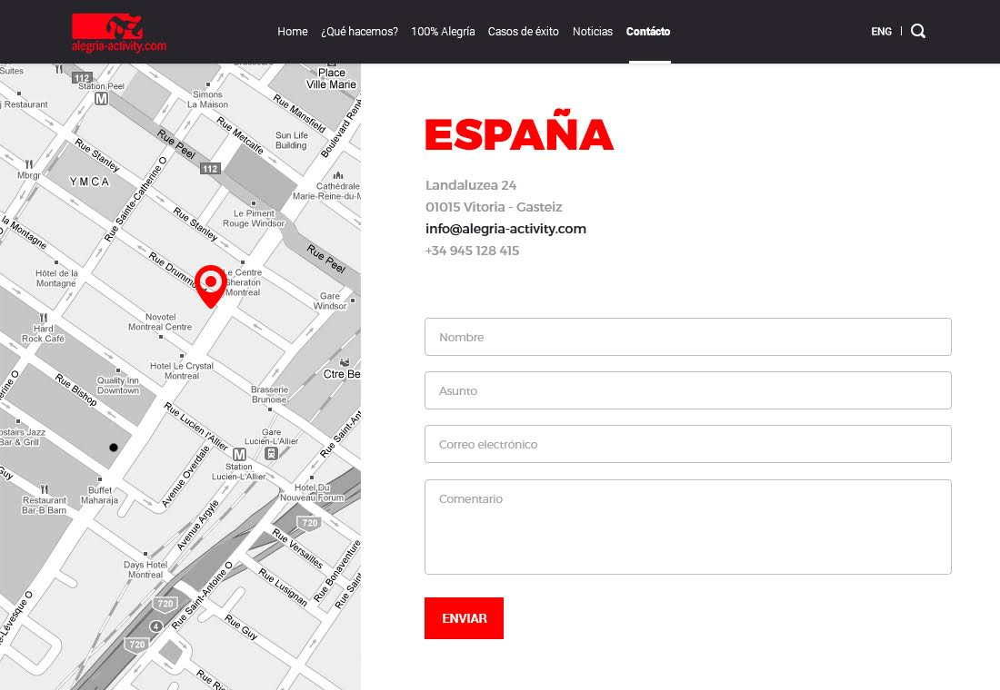 alegria-activity.com
Home ¿Qué hacemos? 100% Alegría Casos de éxito Noticias Contácto
ENG
ESPAÑA
Landaluzea 24
01015 Vitoria - Gasteiz
info@alegria-activity.com
+34 945 128 415
Nombre
Asunto
Correo electrónico
Comentario
ENVIAR
Suites
112
Station Peel
M
Place
Ville Marie
Simons
La Maison
Restaurant
Rue Mansfield
Rue Metcalfe
Boulevard René
Rue Peel
Sun Life
Building
Rue Stanley
Mbrgr
YMCA
112
Rue Sainte-Catherine O
Cathédrale
Marie-Reine-du-M
Le Piment
Rouge Windsor
la Montagne
Rue Stanley
Rue Peel
Rue Drummo
Hôtel de la
Montagne
Le Centre
Sheraton
Montreal
Gare
Windsor
Novotel
Montreal Centre
Hard
Rock Café
Hotel Le Crystal
Montreal
Ctre Be
Quality Inn
Downtown
Rue Bishop
Brasserie
Brunoise
Rue Lucien l'Allier
Rue Saint-Ant
pstairs Jazz
Bar & Grill
Gare
Lucien-L'Allier
M
Station
Lucien-L'Allier
Avenue Overdale
Guy
Buffet
Maharaja
Restaurant
Bar-B Barn
Hotel Du
Nouveau Forum
Avenue Argyle
720
Rue Versailles
Rue Bonaventure
Days Hotel
Montreal
Rue Lusignan
Rue Saint-Antoine O
720
4
720
Rue Guy
-Lévesque O